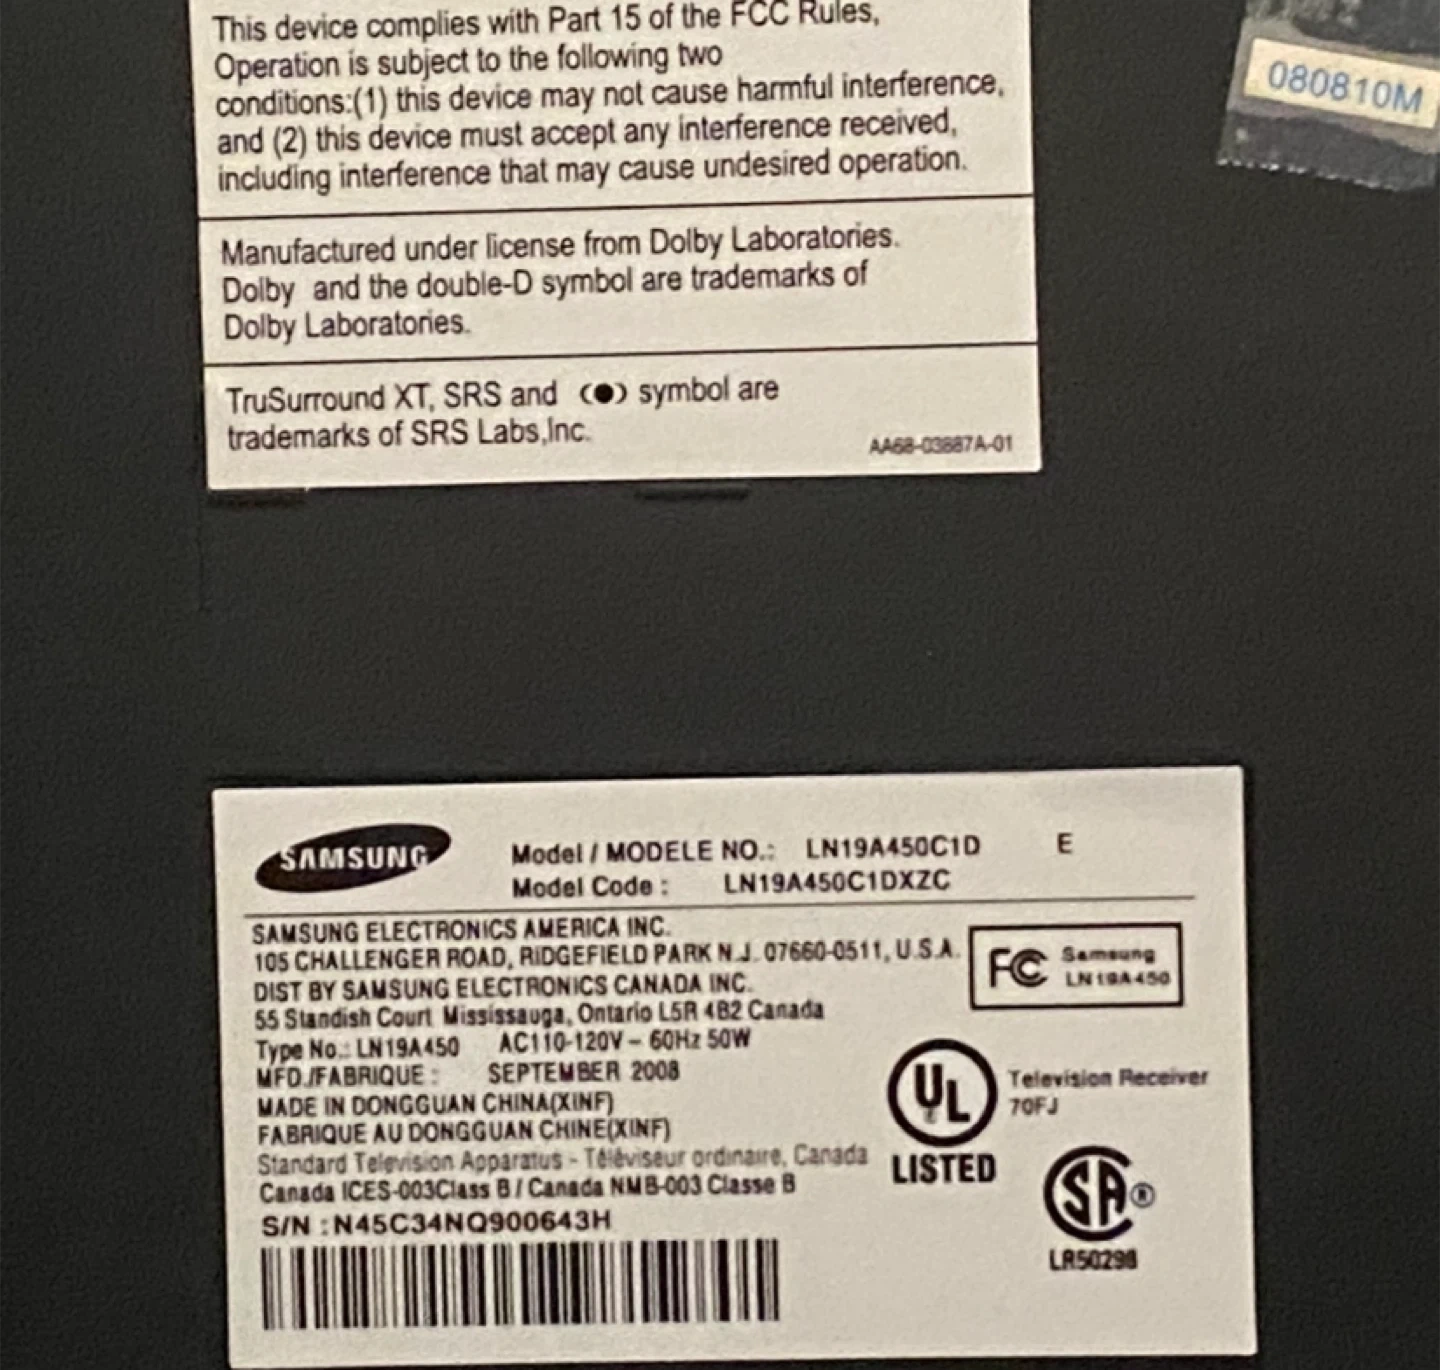 This device complies with Part 15 of the FCC Rules,
Operation is subject to the following two
conditions:(1) this device may not cause harmful interference,
and (2) this device must accept any interference received,
including interference that may cause undesired operation.
080810M
Manufactured under license from Dolby Laboratories.
Dolby and the double-D symbol are trademarks of
Dolby Laboratories.
TruSurround XT, SRS and (●) symbol are
trademarks of SRS Labs,Inc.
AA68-03887A-01
SAMSUNG
Model / MODELE NO.: LN19A450C1D E
Model Code : LN19A450C1DXZC
SAMSUNG ELECTRONICS AMERICA INC.
105 CHALLENGER ROAD, RIDGEFIELD PARK N.J. 07660-0511, U.S.A.
DIST BY SAMSUNG ELECTRONICS CANADA INC.
55 Standish Court Mississauga, Ontario L5R 4B2 Canada
Type No.: LN19A450 AC110-120V ~ 60Hz 50W
MFD./FABRIQUE : SEPTEMBER 2008
MADE IN DONGGUAN CHINA(XINF)
FABRIQUE AU DONGGUAN CHINE(XINF)
Standard Television Apparatus - Téléviseur ordinaire, Canada
Canada ICES-003Class B / Canada NMB-003 Classe B
S/N : N45C34NQ900643H
FC Samsung
LN19A450
UL
LISTED
Television Receiver
70FJ
SA®
LR50298